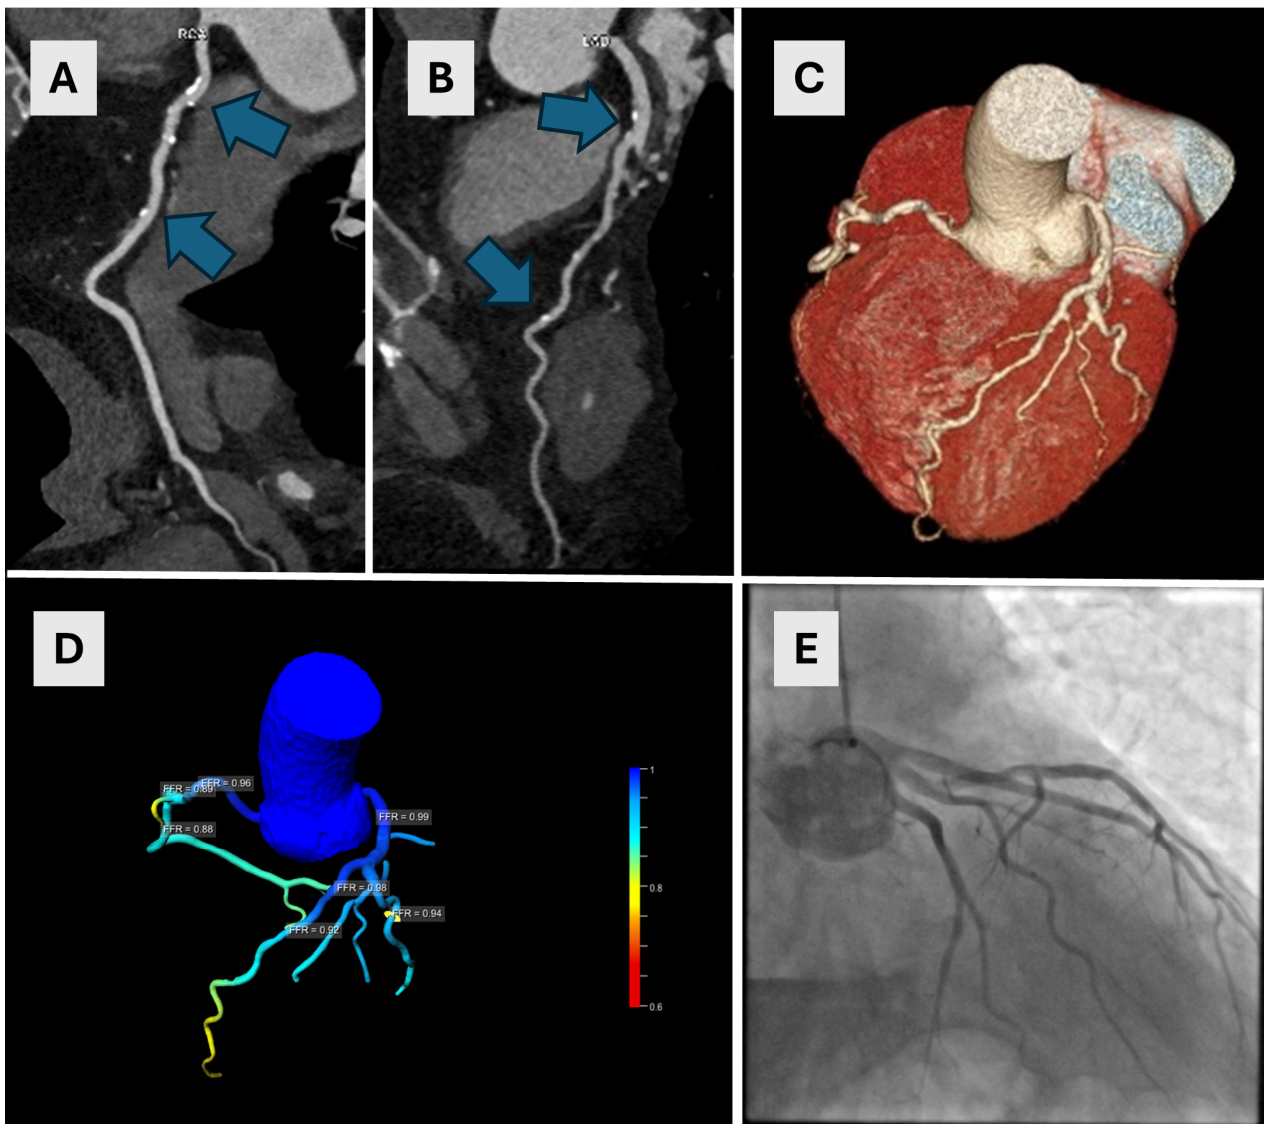 A
RCA
B
LAD
C
D
FFR = 0.96
FFR = 0.89
FFR = 0.99
FFR = 0.88
FFR = 0.98
FFR = 0.94
FFR = 0.92
1
0.8
0.6
E